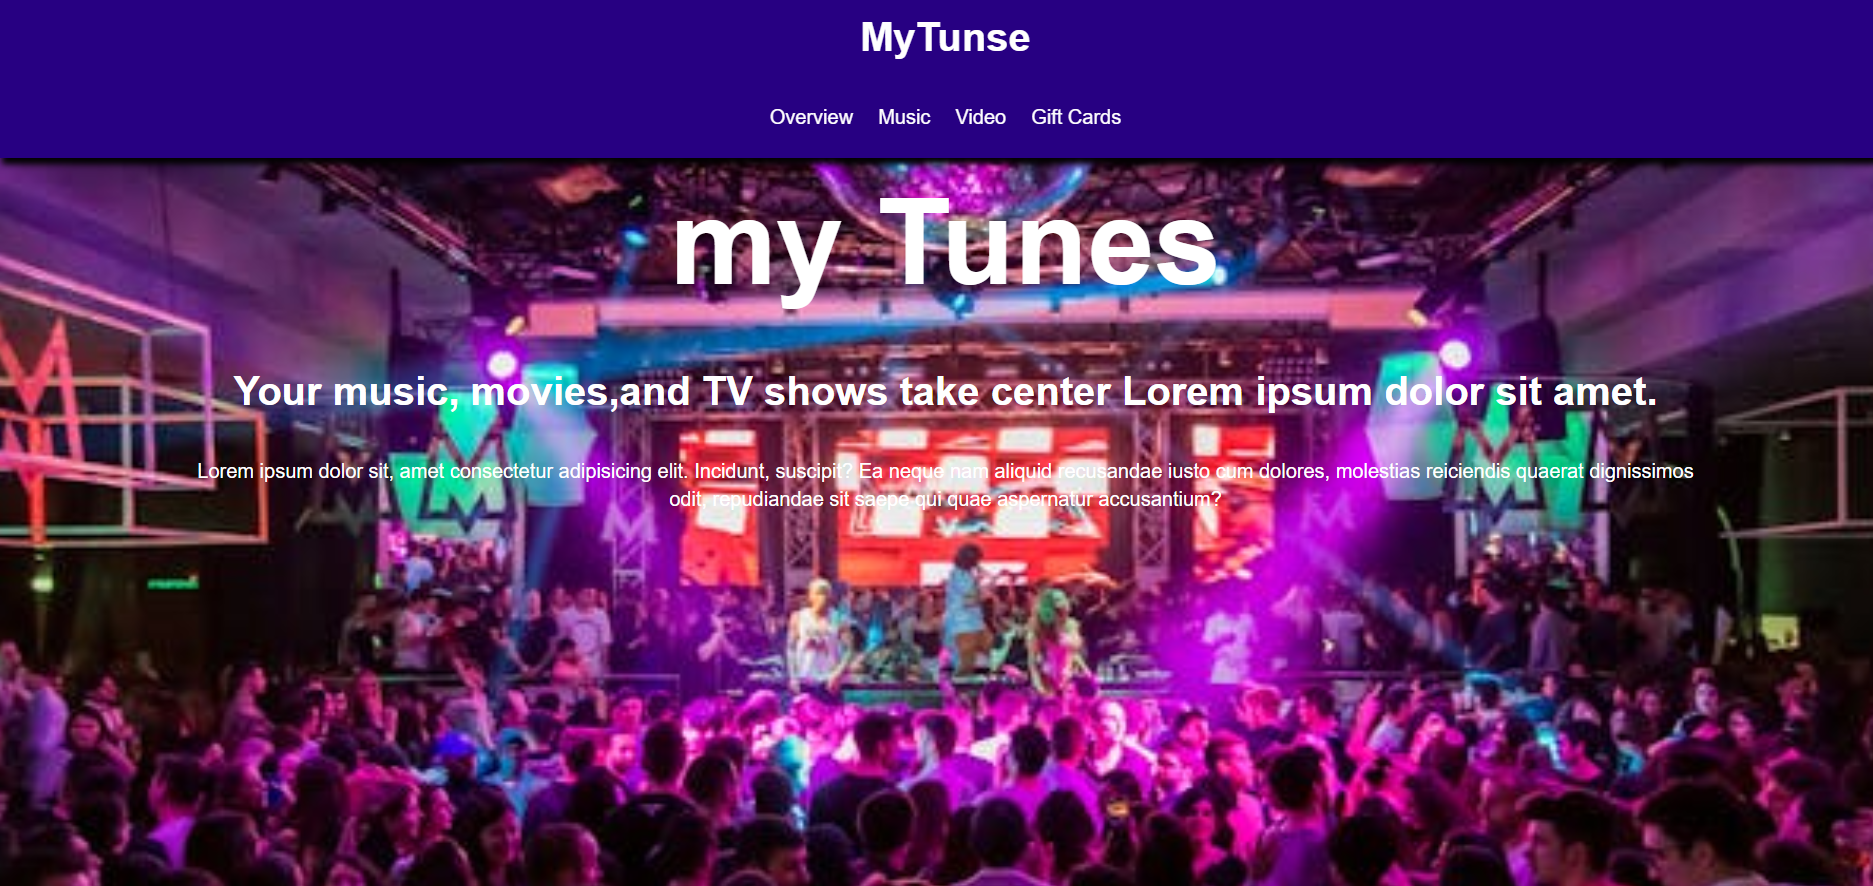 MyTunse
Overview Music Video Gift Cards
my Tunes
Your music, movies,and TV shows take center Lorem ipsum dolor sit amet.
Lorem ipsum dolor sit, amet consectetur adipisicing elit. Incidunt, suscipit? Ea neque nam aliquid recusandae iusto cum dolores, molestias reiciendis quaerat dignissimos
odit, repudiandae sit saepe qui quae aspernatur accusantium?